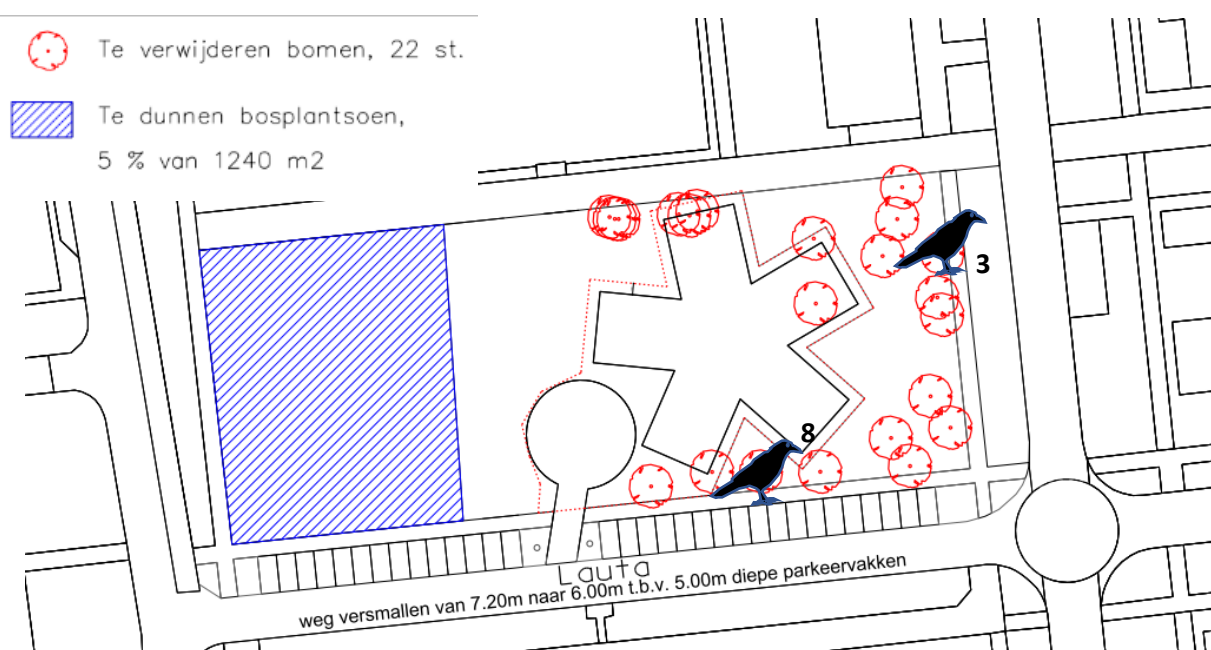 Te verwijderen bomen, 22 st.
Te dunnen bosplantsoen,
5 % van 1240 m2
3
8
Lauta
weg versmallen van 7.20m naar 6.00m t.b.v. 5.00m diepe parkeervakken